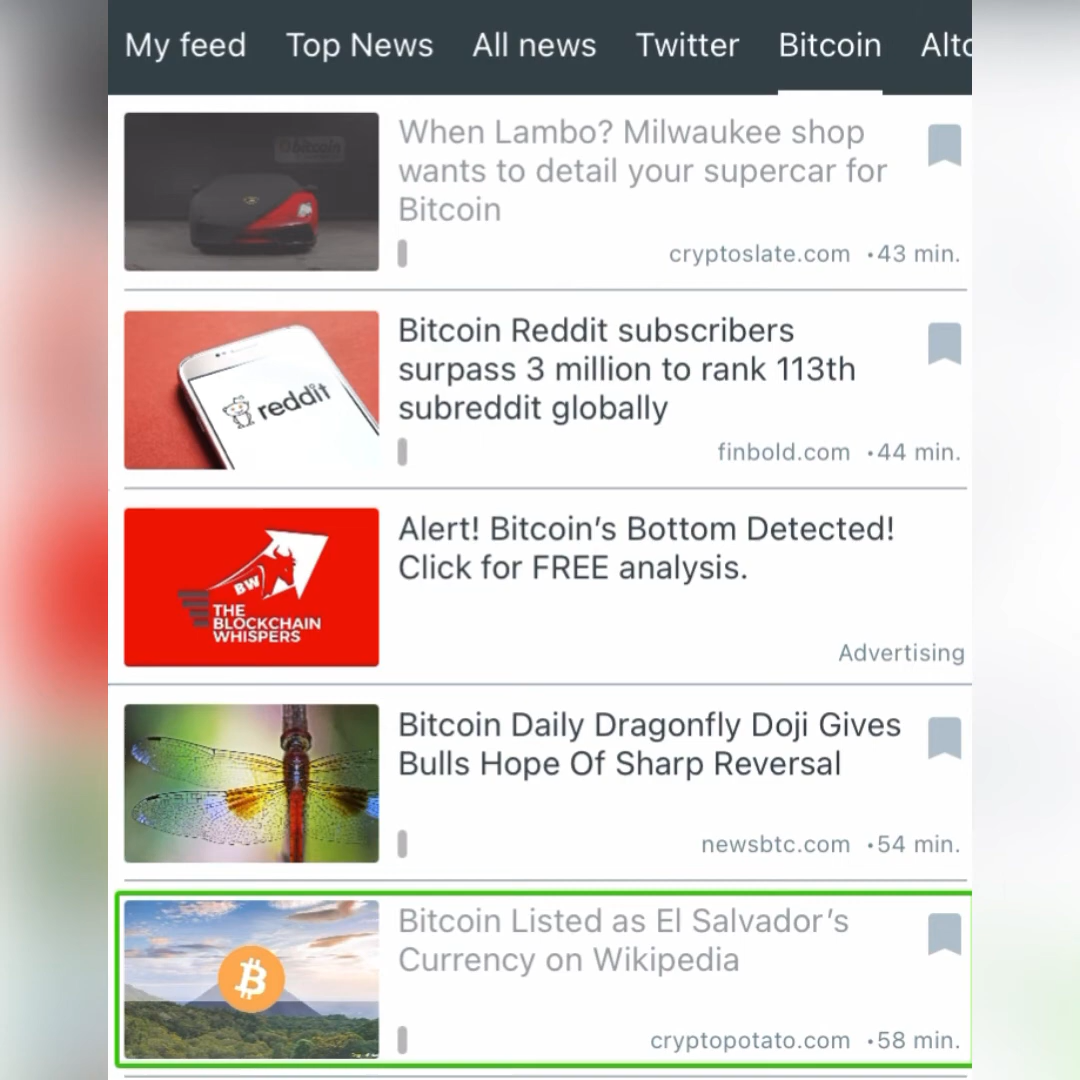 My feed Top News All news Twitter Bitcoin Altc
bitcoin
When Lambo? Milwaukee shop
wants to detail your supercar for
Bitcoin
cryptoslate.com • 43 min.
reddit
Bitcoin Reddit subscribers
surpass 3 million to rank 113th
subreddit globally
finbold.com • 44 min.
BW
THE
BLOCKCHAIN
WHISPERS
Alert! Bitcoin's Bottom Detected!
Click for FREE analysis.
Advertising
Bitcoin Daily Dragonfly Doji Gives
Bulls Hope Of Sharp Reversal
newsbtc.com • 54 min.
Bitcoin Listed as El Salvador's
Currency on Wikipedia
cryptopotato.com • 58 min.